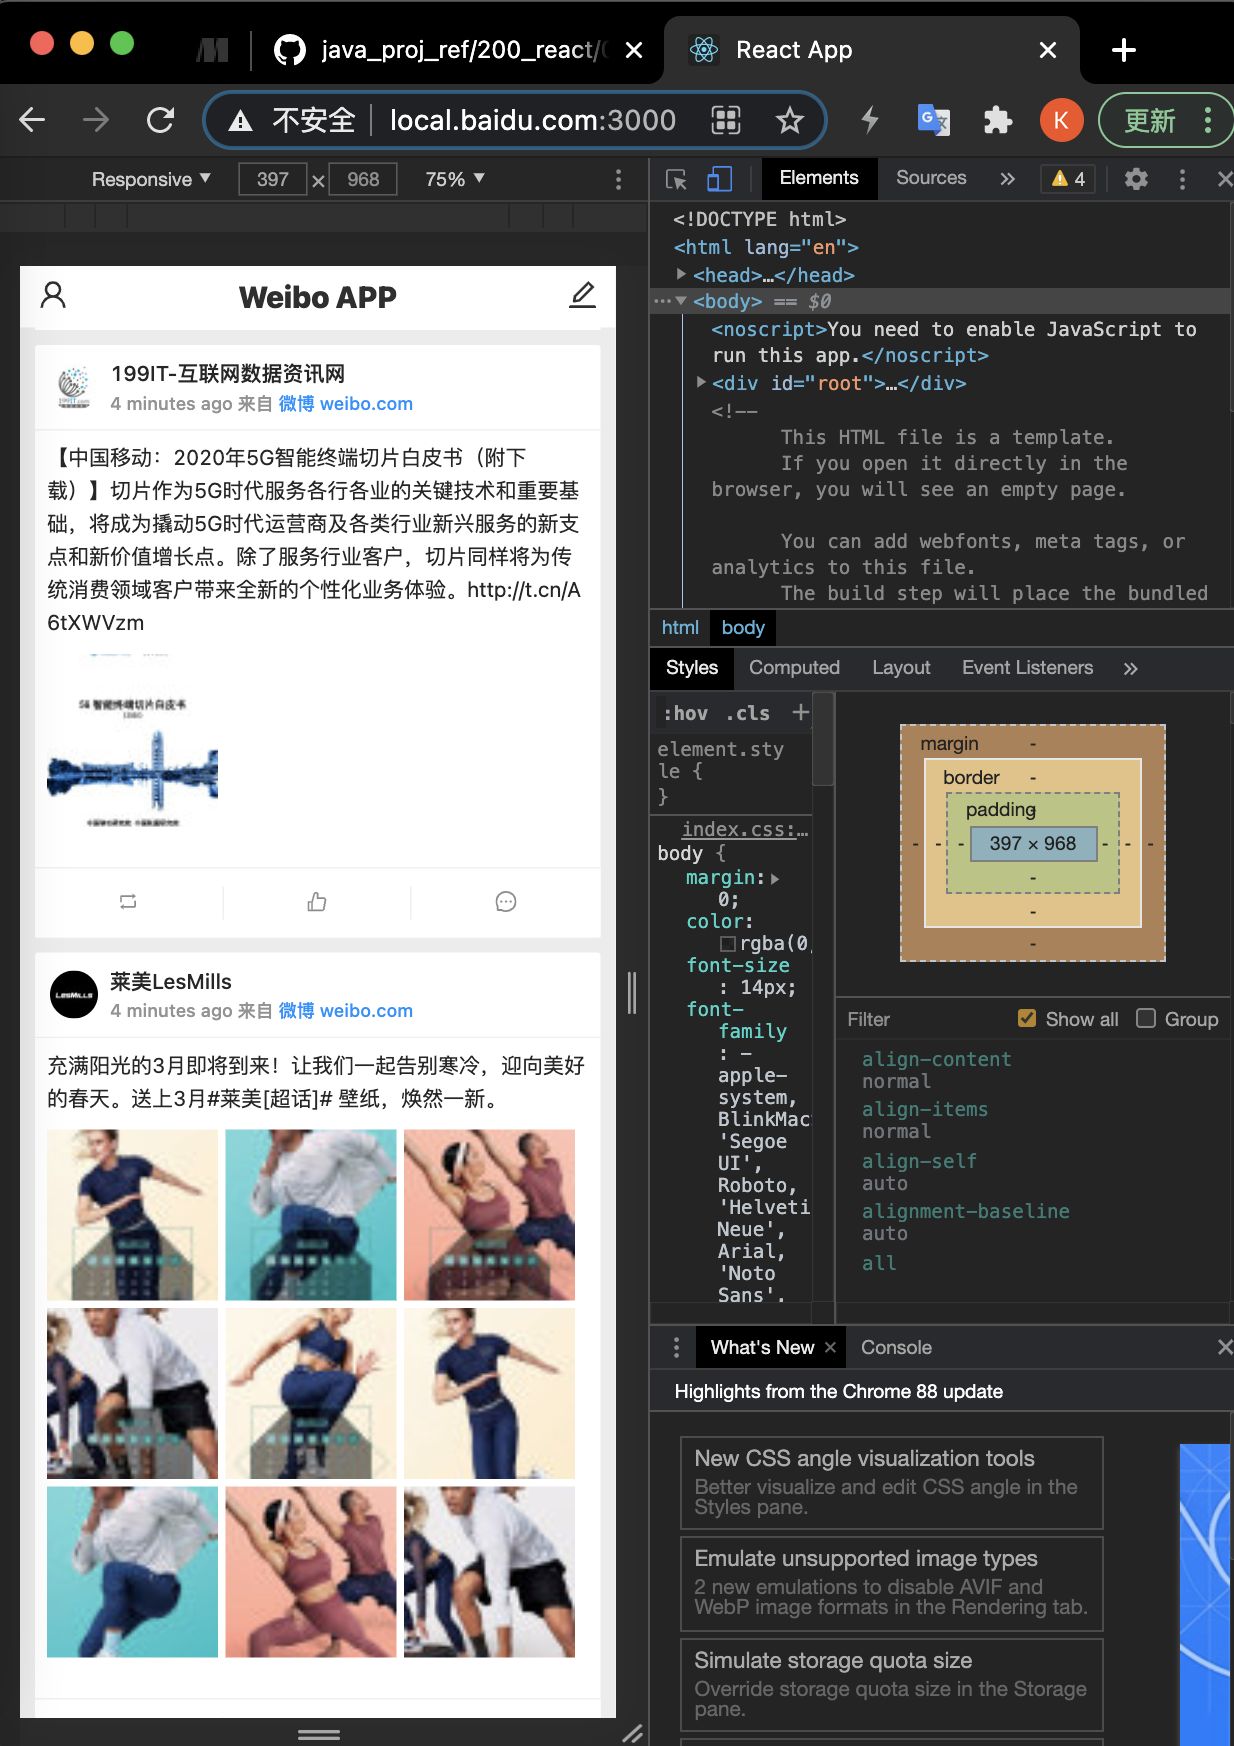 java_proj_ref/200_react/
React App
不安全
local.baidu.com:3000
K
更新
Responsive
397 × 968
75%
Elements
Sources
4
<!DOCTYPE html>
<html lang="en">
<head>…</head>
<body> == $0
<noscript>You need to enable JavaScript to
run this app.</noscript>
<div id="root">…</div>
<!--
This HTML file is a template.
If you open it directly in the
browser, you will see an empty page.
You can add webfonts, meta tags, or
analytics to this file.
The build step will place the bundled
html
body
Styles
Computed
Layout
Event Listeners
Weibo APP
199IT-互联网数据资讯网
4 minutes ago 来自 微博 weibo.com
【中国移动：2020年5G智能终端切片白皮书（附下
载）】切片作为5G时代服务各行各业的关键技术和重要基
础，将成为撬动5G时代运营商及各类行业新兴服务的新支
点和新价值增长点。除了服务行业客户，切片同样将为传
统消费领域客户带来全新的个性化业务体验。http://t.cn/A
6tXWVzm
5G 智能终端切片白皮书
莱美LesMills
LesMills
4 minutes ago 来自 微博 weibo.com
充满阳光的3月即将到来！让我们一起告别寒冷，迎向美好
的春天。送上3月#莱美[超话]# 壁纸，焕然一新。
:hov .cls +
element.sty
le {
}
index.css:…
body {
margin:
0;
color:
rgba(0,
font-size
: 14px;
font-
family
: -
apple-
system,
BlinkMac
'Segoe
UI',
Roboto,
'Helveti
Neue',
Arial,
'Noto
Sans',
margin -
border -
padding
397 × 968
Filter
Show all
Group
align-content
normal
align-items
normal
align-self
auto
alignment-baseline
auto
all
What's New
Console
Highlights from the Chrome 88 update
New CSS angle visualization tools
Better visualize and edit CSS angle in the
Styles pane.
Emulate unsupported image types
2 new emulations to disable AVIF and
WebP image formats in the Rendering tab.
Simulate storage quota size
Override storage quota size in the Storage
pane.